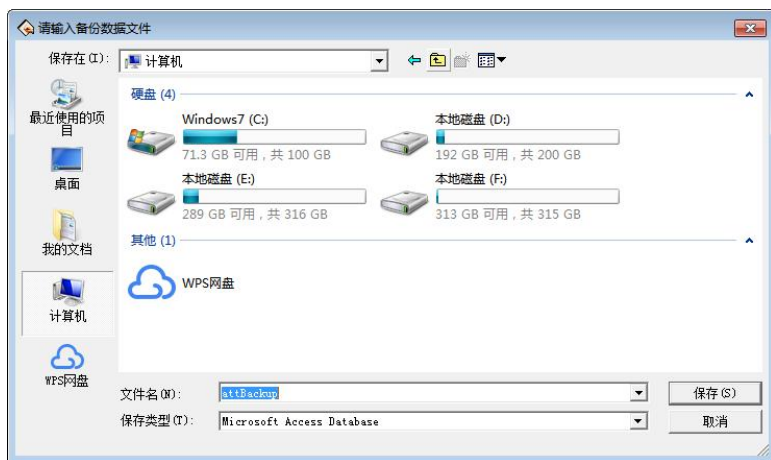 请输入备份数据文件
保存在(I):
计算机
最近使用的项目
桌面
我的文档
计算机
WPS网盘
硬盘 (4)
Windows7 (C:)
71.3 GB 可用，共 100 GB
本地磁盘 (D:)
192 GB 可用，共 200 GB
本地磁盘 (E:)
289 GB 可用，共 316 GB
本地磁盘 (F:)
313 GB 可用，共 315 GB
其他 (1)
WPS网盘
文件名(N):
attBackup
保存(S)
保存类型(T):
Microsoft Access Database
取消